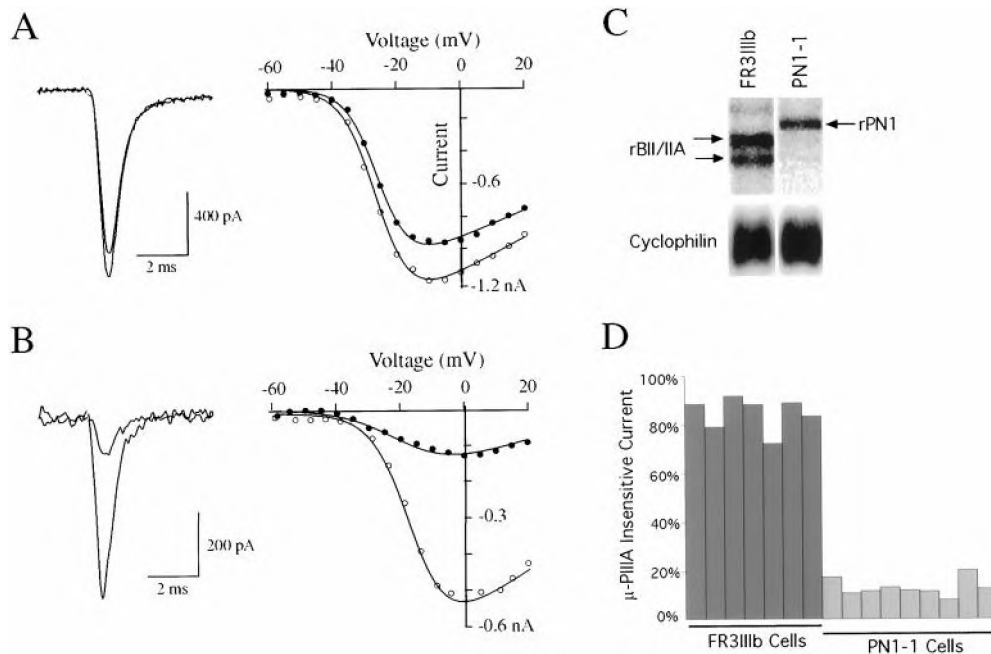 A
Voltage (mV)
-60 -40 -20 0 20
Current
-0.6
-1.2 nA
400 pA
2 ms
B
Voltage (mV)
-60 -40 -20 0 20
-0.3
-0.6 nA
200 pA
2 ms
C
FR3IIIb
PN1-1
rPN1
rBII/IIA
Cyclophilin
D
μ-PIIIA Insensitive Current
100%
80%
60%
40%
20%
0%
FR3IIIb Cells
PN1-1 Cells